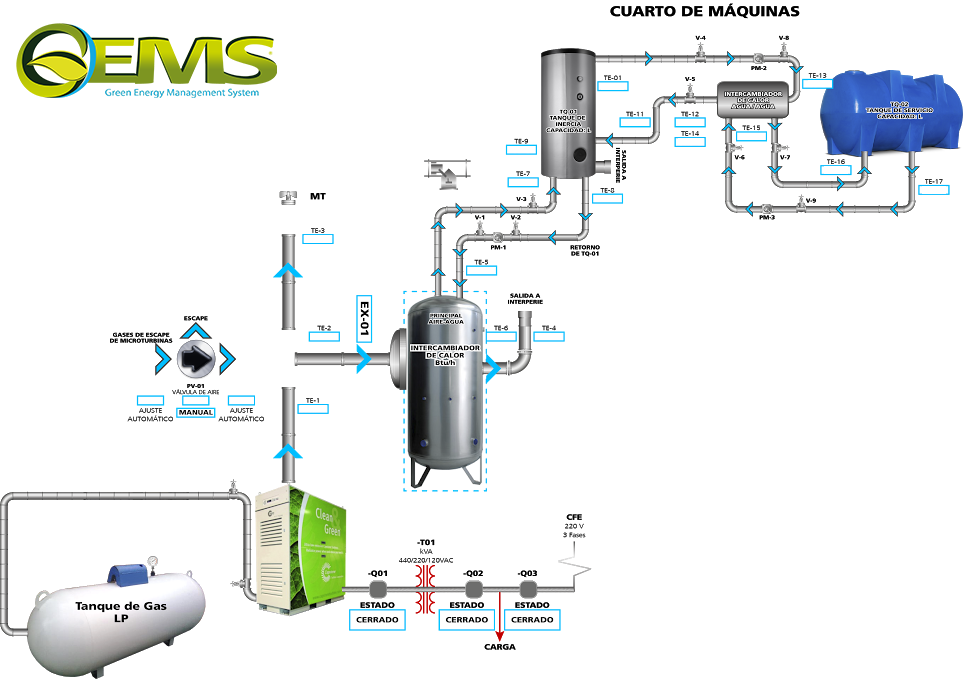 CUARTO DE MÁQUINAS
GEMS
Green Energy Management System
V-4
V-8
PM-2
TE-01
TE-13
V-5
INTERCAMBIADOR
DE CALOR
AGUA / AGUA
TQ-02
TANQUE DE SERVICIO
CAPACIDAD: L
TQ-01
TANQUE DE
INERCIA
CAPACIDAD: L
TE-11
TE-12
TE-14
TE-15
TE-9
SALIDA A
INTERPERIE
V-6
V-7
TE-16
TE-7
TE-8
TE-17
MT
V-3
V-9
PM-3
V-1
V-2
TE-3
PM-1
RETORNO
DE TQ-01
TE-5
EX-01
PRINCIPAL
AIRE-AGUA
SALIDA A
INTERPERIE
ESCAPE
GASES DE ESCAPE
DE MICROTURBINAS
TE-2
TE-6
TE-4
INTERCAMBIADOR
DE CALOR
Btu/h
PV-01
VÁLVULA DE AIRE
AJUSTE
AUTOMÁTICO
MANUAL
AJUSTE
AUTOMÁTICO
TE-1
Clean
Green
CFE
220 V
3 Fases
-T01
kVA
440/220/120VAC
-Q01
-Q02
-Q03
ESTADO
CERRADO
ESTADO
CERRADO
ESTADO
CERRADO
CARGA
Tanque de Gas
LP